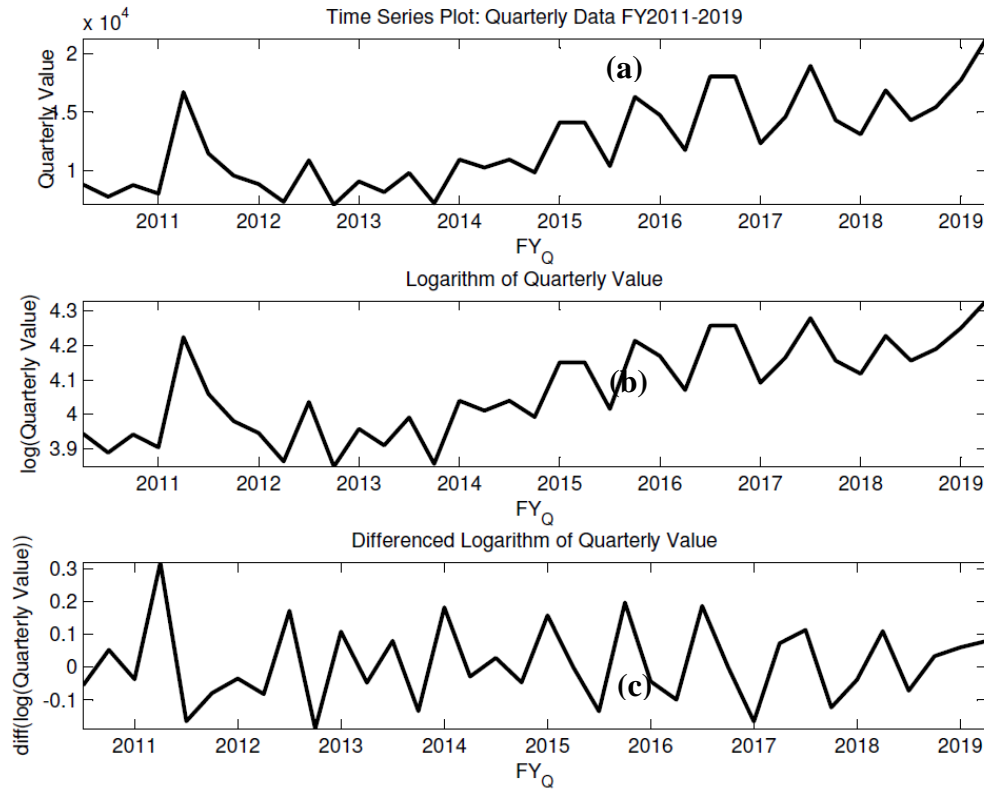 Time Series Plot: Quarterly Data FY2011-2019
x 10^4
2
1.5
1
Quarterly Value
(a)
2011 2012 2013 2014 2015 2016 2017 2018 2019
FY_Q
Logarithm of Quarterly Value
4.3
4.2
4.1
4
3.9
log(Quarterly Value)
(b)
2011 2012 2013 2014 2015 2016 2017 2018 2019
FY_Q
Differenced Logarithm of Quarterly Value
0.3
0.2
0.1
0
-0.1
diff(log(Quarterly Value))
(c)
2011 2012 2013 2014 2015 2016 2017 2018 2019
FY_Q